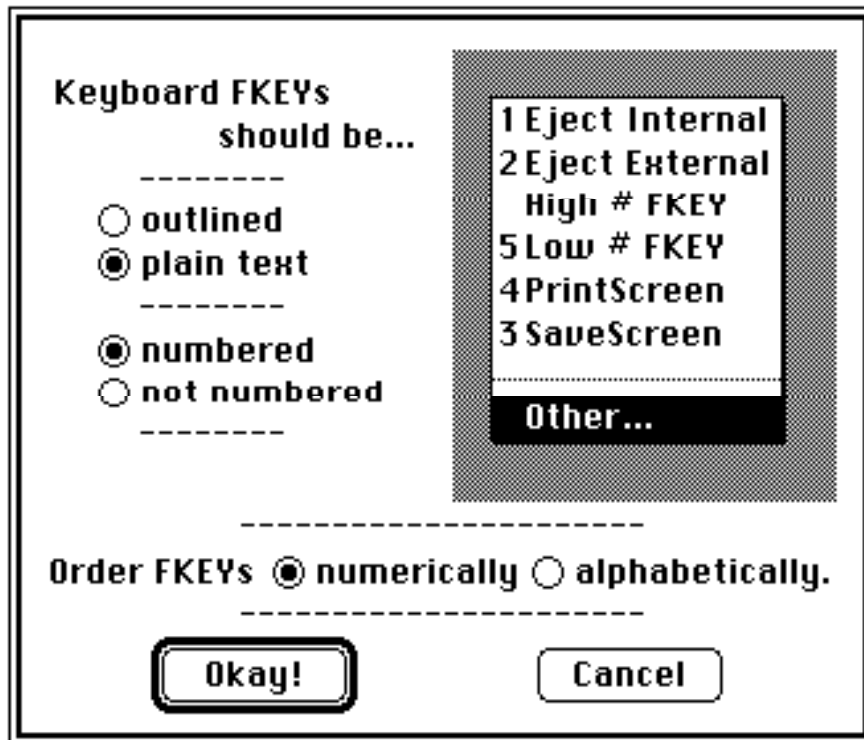 Keyboard FKEYs
should be...
--------
outlined
plain text
--------
numbered
not numbered
--------
1 Eject Internal
2 Eject External
High # FKEY
5 Low # FKEY
4 PrintScreen
3 SaveScreen
Other...
----------------------
Order FKEYs numerically alphabetically.
----------------------
Okay!
Cancel